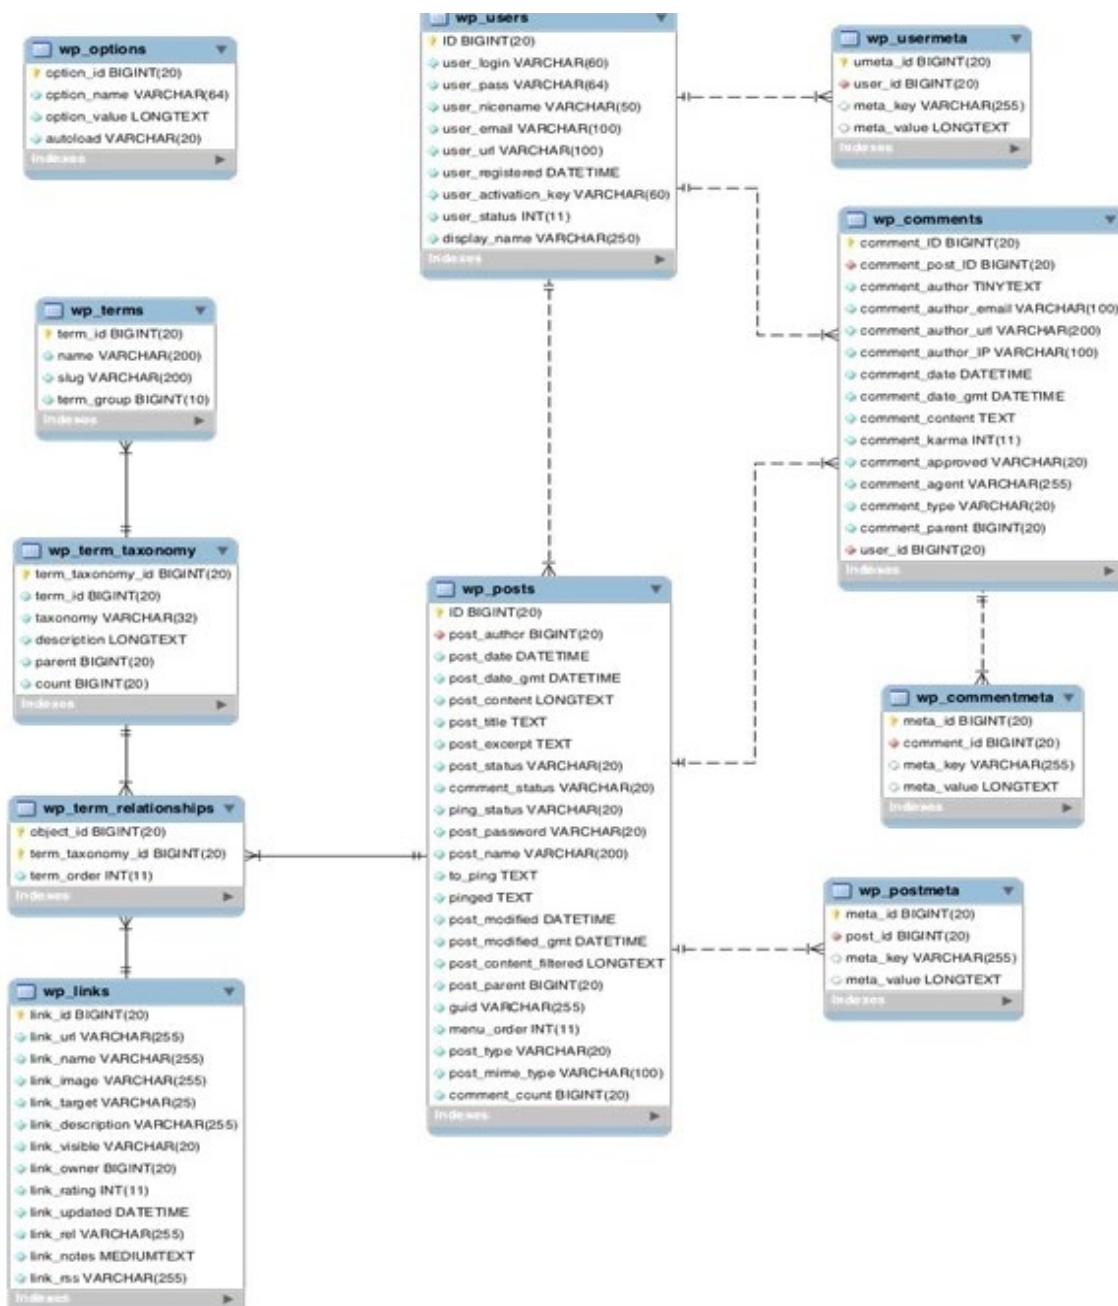 wp_options
option_id BIGINT(20)
option_name VARCHAR(64)
option_value LONGTEXT
autoload VARCHAR(20)
Indexes
wp_users
ID BIGINT(20)
user_login VARCHAR(60)
user_pass VARCHAR(64)
user_nicename VARCHAR(50)
user_email VARCHAR(100)
user_url VARCHAR(100)
user_registered DATETIME
user_activation_key VARCHAR(60)
user_status INT(11)
display_name VARCHAR(250)
Indexes
wp_usermeta
umeta_id BIGINT(20)
user_id BIGINT(20)
meta_key VARCHAR(255)
meta_value LONGTEXT
Indexes
wp_comments
comment_ID BIGINT(20)
comment_post_ID BIGINT(20)
comment_author TINYTEXT
comment_author_email VARCHAR(100)
comment_author_url VARCHAR(200)
comment_author_IP VARCHAR(100)
comment_date DATETIME
comment_date_gmt DATETIME
comment_content TEXT
comment_karma INT(11)
comment_approved VARCHAR(20)
comment_agent VARCHAR(255)
comment_type VARCHAR(20)
comment_parent BIGINT(20)
user_id BIGINT(20)
Indexes
wp_terms
term_id BIGINT(20)
name VARCHAR(200)
slug VARCHAR(200)
term_group BIGINT(10)
Indexes
wp_term_taxonomy
term_taxonomy_id BIGINT(20)
term_id BIGINT(20)
taxonomy VARCHAR(32)
description LONGTEXT
parent BIGINT(20)
count BIGINT(20)
Indexes
wp_posts
ID BIGINT(20)
post_author BIGINT(20)
post_date DATETIME
post_date_gmt DATETIME
post_content LONGTEXT
post_title TEXT
post_excerpt TEXT
post_status VARCHAR(20)
comment_status VARCHAR(20)
ping_status VARCHAR(20)
post_password VARCHAR(20)
post_name VARCHAR(200)
to_ping TEXT
pinged TEXT
post_modified DATETIME
post_modified_gmt DATETIME
post_content_filtered LONGTEXT
post_parent BIGINT(20)
guid VARCHAR(255)
menu_order INT(11)
post_type VARCHAR(20)
post_mime_type VARCHAR(100)
comment_count BIGINT(20)
Indexes
wp_commentmeta
meta_id BIGINT(20)
comment_id BIGINT(20)
meta_key VARCHAR(255)
meta_value LONGTEXT
Indexes
wp_term_relationships
object_id BIGINT(20)
term_taxonomy_id BIGINT(20)
term_order INT(11)
Indexes
wp_postmeta
meta_id BIGINT(20)
post_id BIGINT(20)
meta_key VARCHAR(255)
meta_value LONGTEXT
Indexes
wp_links
link_id BIGINT(20)
link_url VARCHAR(255)
link_name VARCHAR(255)
link_image VARCHAR(255)
link_target VARCHAR(25)
link_description VARCHAR(255)
link_visible VARCHAR(20)
link_owner BIGINT(20)
link_rating INT(11)
link_updated DATETIME
link_rel VARCHAR(255)
link_notes MEDIUMTEXT
link_rss VARCHAR(255)
Indexes